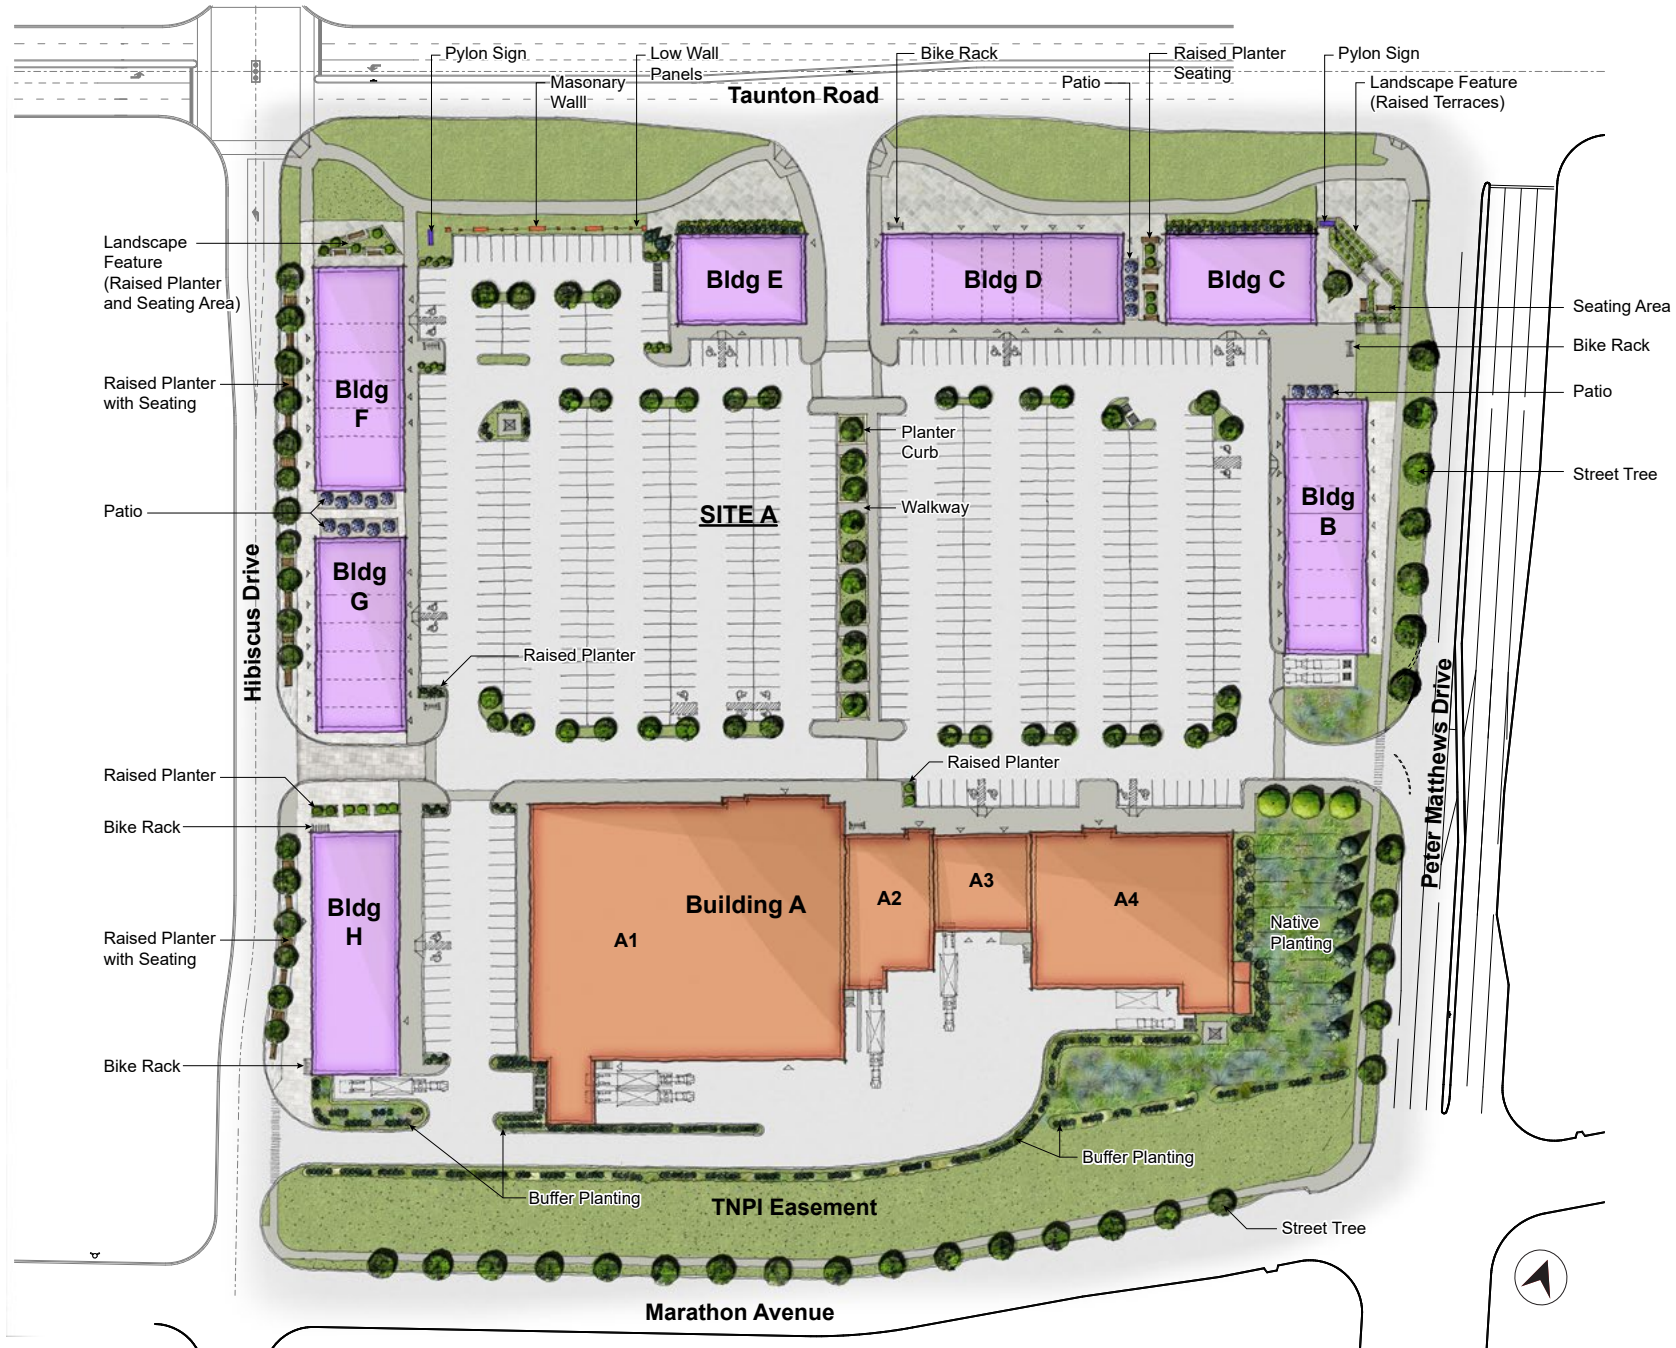 Pylon Sign
Low Wall
Panels
Masonary
Walll
Bike Rack
Raised Planter
Seating
Pylon Sign
Patio
Landscape Feature
(Raised Terraces)
Taunton Road
Landscape
Feature
(Raised Planter
and Seating Area)
Bldg E
Bldg D
Bldg C
Seating Area
Bike Rack
Raised Planter
with Seating
Bldg
F
Patio
Planter
Curb
Street Tree
Patio
SITE A
Walkway
Bldg
B
Hibiscus Drive
Bldg
G
Raised Planter
Peter Matthews Drive
Raised Planter
Raised Planter
Bike Rack
Bldg
H
Building A
A1
A2
A3
A4
Native
Planting
Raised Planter
with Seating
Bike Rack
Buffer Planting
Buffer Planting
TNPI Easement
Street Tree
Marathon Avenue